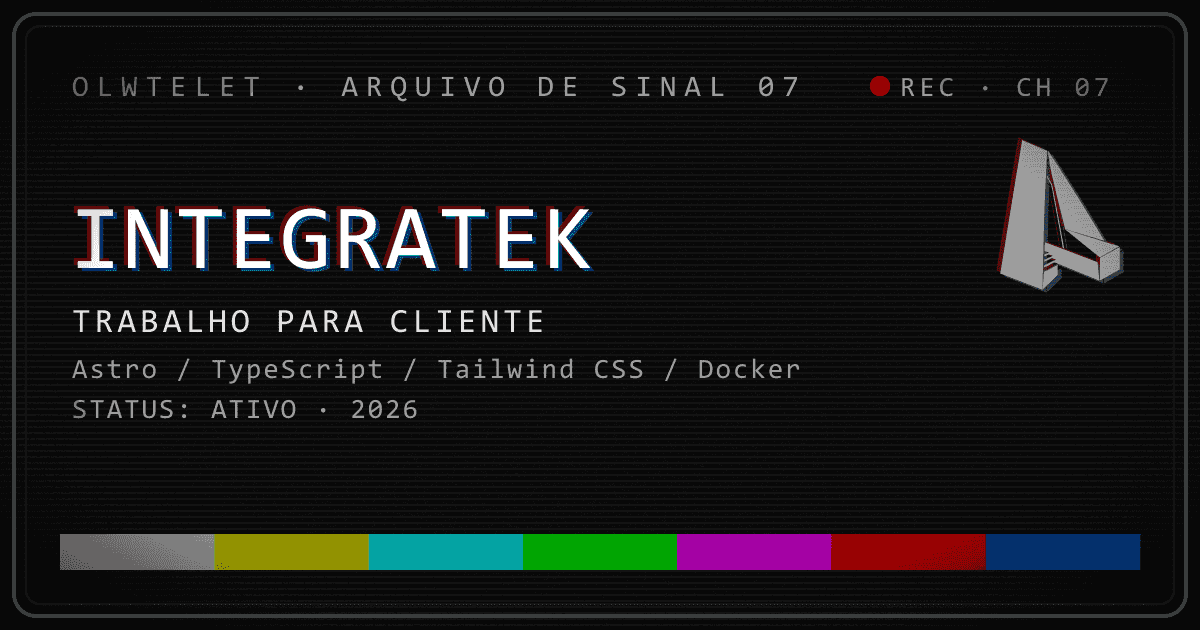 OLWTELET · ARQUIVO DE SINAL 07
REC · CH 07
INTEGRATEK
TRABALHO PARA CLIENTE
Astro / TypeScript / Tailwind CSS / Docker
STATUS: ATIVO · 2026